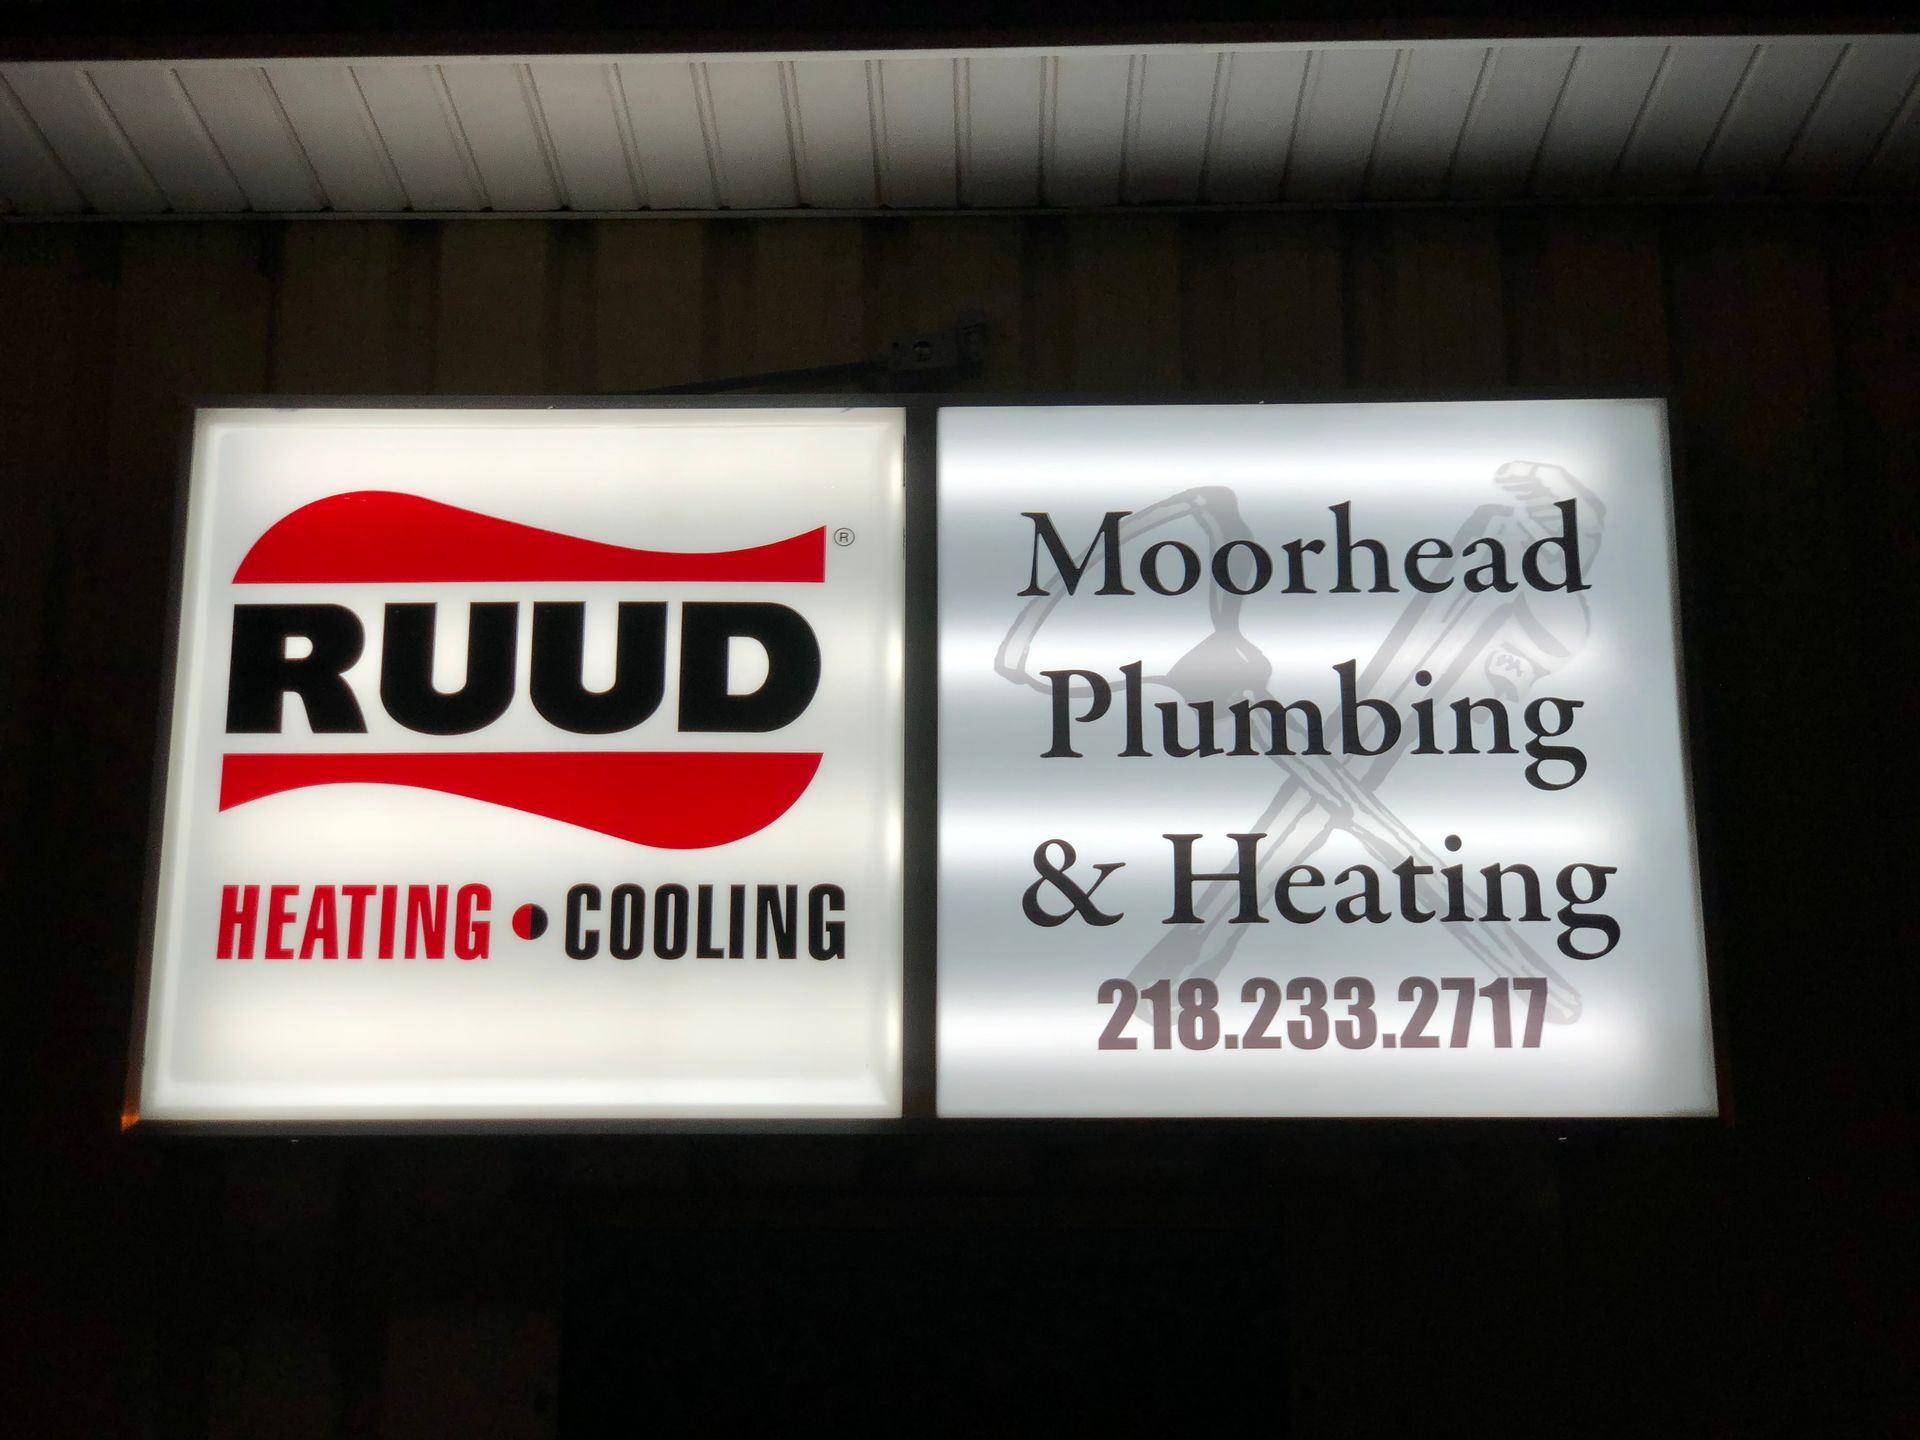 RUUD®
HEATING • COOLING
Moorhead
Plumbing
& Heating
218.233.2717